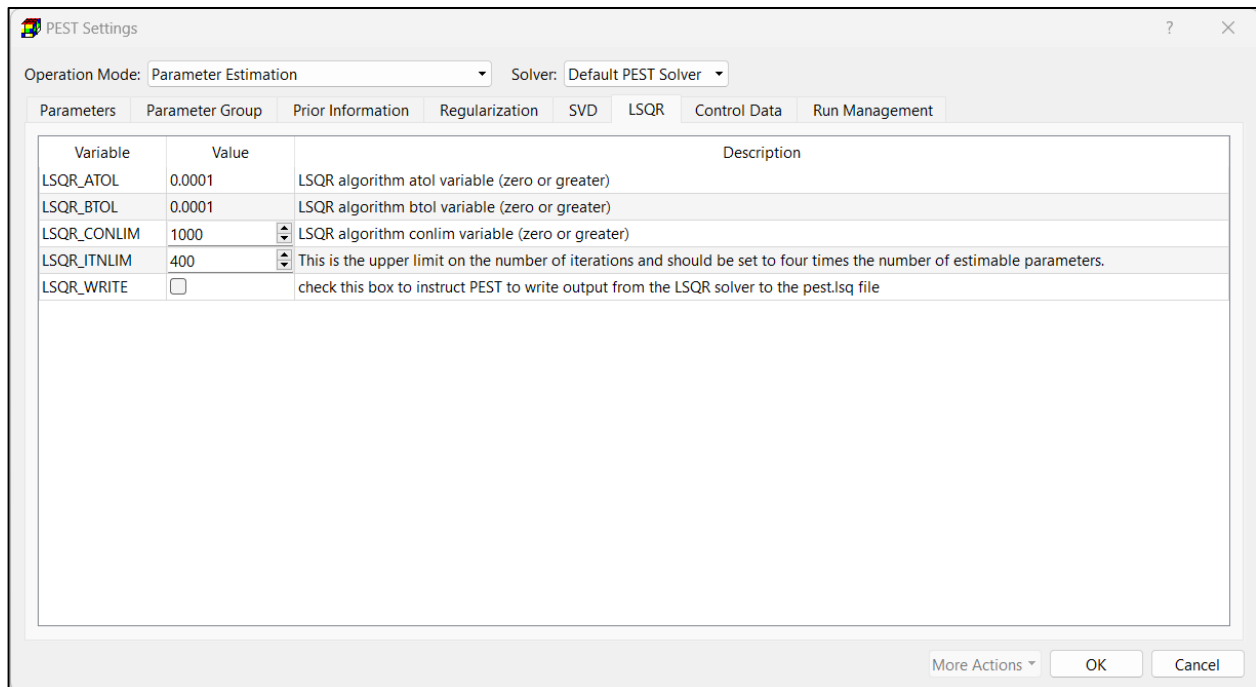 PEST Settings ?
Operation Mode: Parameter Estimation Solver: Default PEST Solver
Parameters Parameter Group Prior Information Regularization SVD LSQR Control Data Run Management
Variable Value Description
LSQR_ATOL 0.0001 LSQR algorithm atol variable (zero or greater)
LSQR_BTOL 0.0001 LSQR algorithm btol variable (zero or greater)
LSQR_CONLIM 1000 LSQR algorithm conlim variable (zero or greater)
LSQR_ITNLIM 400 This is the upper limit on the number of iterations and should be set to four times the number of estimable parameters.
LSQR_WRITE check this box to instruct PEST to write output from the LSQR solver to the pest.lsq file
More Actions OK Cancel